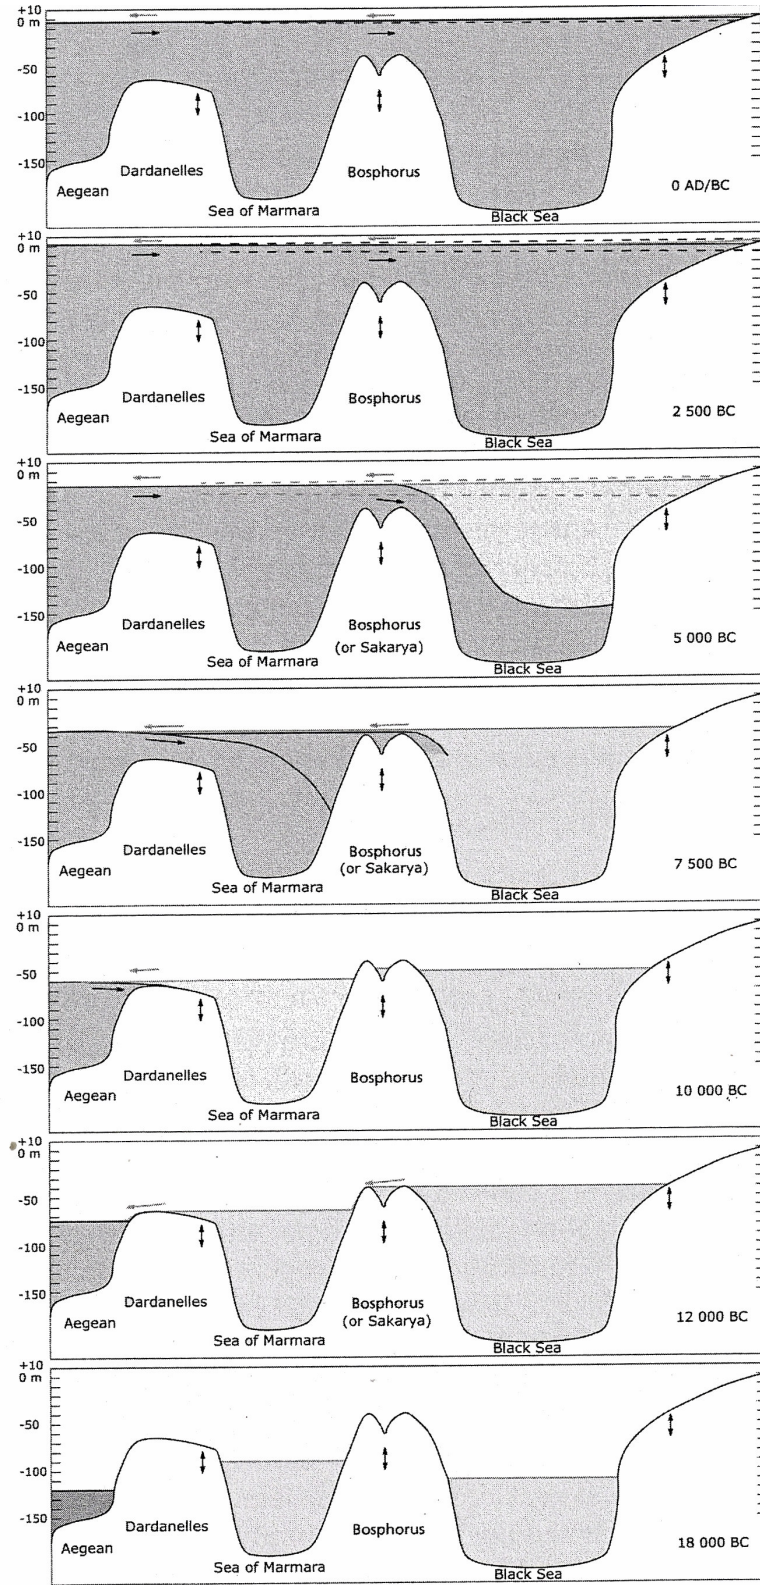 +10
0 m
-50
-100
-150
Aegean
Dardanelles
Sea of Marmara
Bosphorus
Black Sea
0 AD/BC
+10
0 m
-50
-100
-150
Aegean
Dardanelles
Sea of Marmara
Bosphorus
Black Sea
2 500 BC
+10
0 m
-50
-100
-150
Aegean
Dardanelles
Sea of Marmara
Bosphorus
(or Sakarya)
Black Sea
5 000 BC
+10
0 m
-50
-100
-150
Aegean
Dardanelles
Sea of Marmara
Bosphorus
(or Sakarya)
Black Sea
7 500 BC
+10
0 m
-50
-100
-150
Aegean
Dardanelles
Sea of Marmara
Bosphorus
Black Sea
10 000 BC
+10
0 m
-50
-100
-150
Aegean
Dardanelles
Sea of Marmara
Bosphorus
(or Sakarya)
Black Sea
12 000 BC
+10
0 m
-50
-100
-150
Aegean
Dardanelles
Sea of Marmara
Bosphorus
Black Sea
18 000 BC